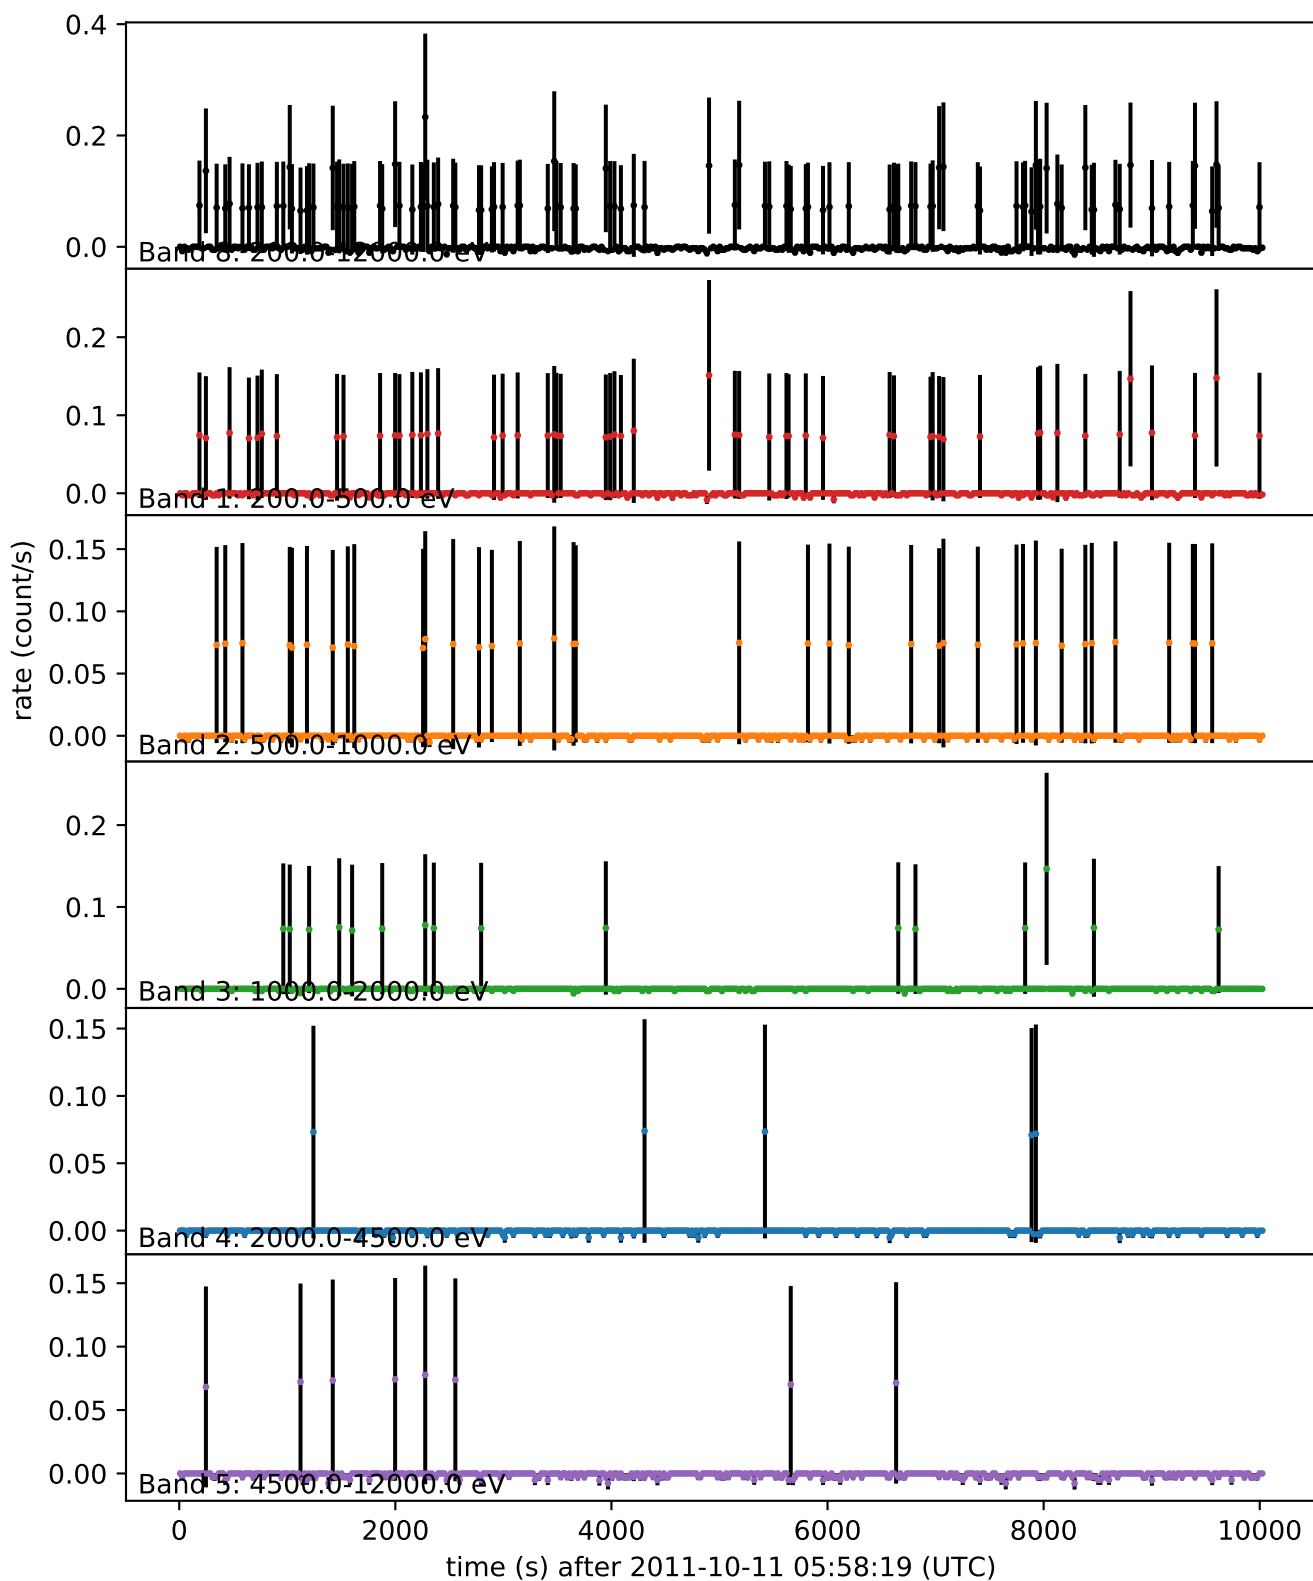 0.4
0.2
0.0
Band 8: 200.0-12000.0 eV
0.2
0.1
0.0
Band 1: 200.0-500.0 eV
0.15
0.10
0.05
0.00
Band 2: 500.0-1000.0 eV
rate (count/s)
0.2
0.1
0.0
Band 3: 1000.0-2000.0 eV
0.15
0.10
0.05
0.00
Band 4: 2000.0-4500.0 eV
0.15
0.10
0.05
0.00
Band 5: 4500.0-12000.0 eV
0 2000 4000 6000 8000 10000
time (s) after 2011-10-11 05:58:19 (UTC)